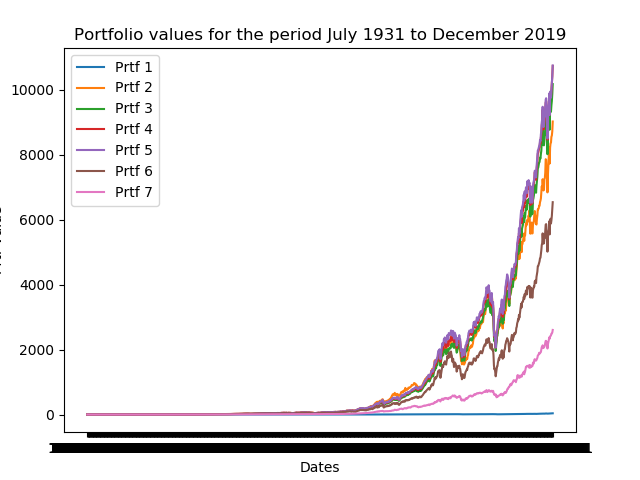 Portfolio values for the period July 1931 to December 2019
Prtf 1
Prtf 2
Prtf 3
Prtf 4
Prtf 5
Prtf 6
Prtf 7
10000
8000
6000
4000
2000
0
Dates